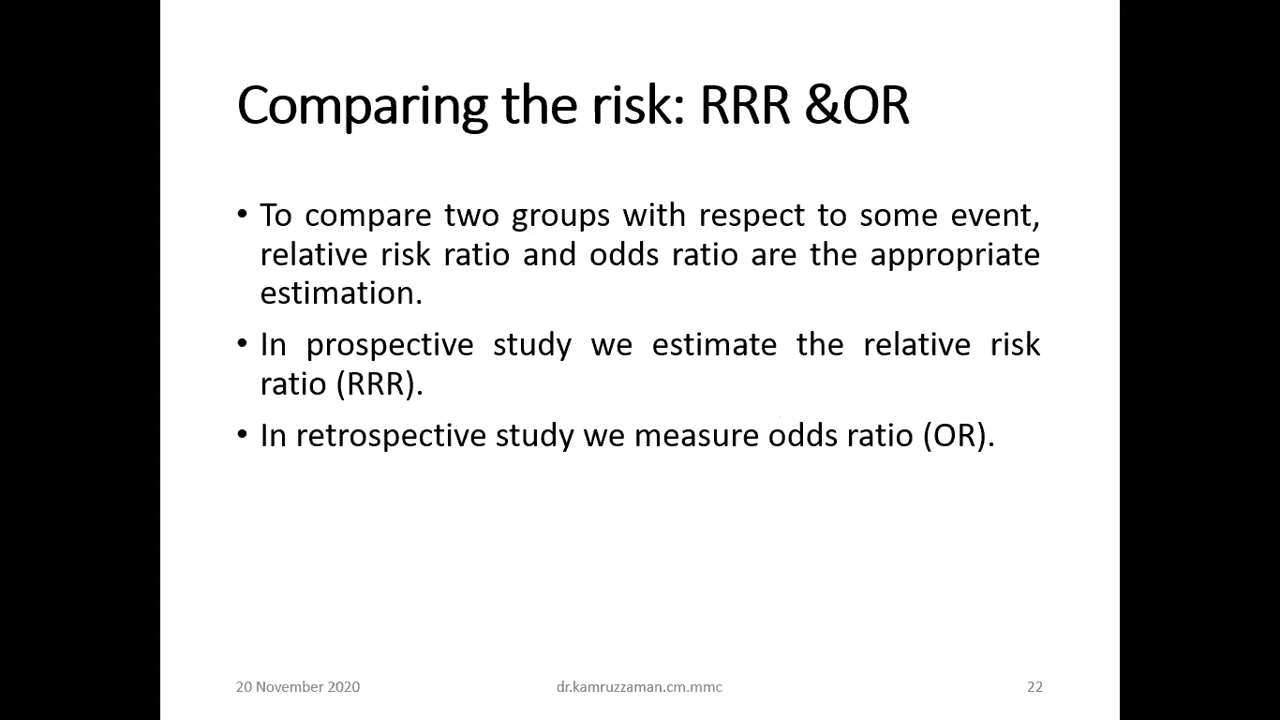 Comparing the risk: RRR &OR
• To compare two groups with respect to some event,
relative risk ratio and odds ratio are the appropriate
estimation.
• In prospective study we estimate the relative risk
ratio (RRR).
• In retrospective study we measure odds ratio (OR).
20 November 2020
dr.kamruzzaman.cm.mmc
22